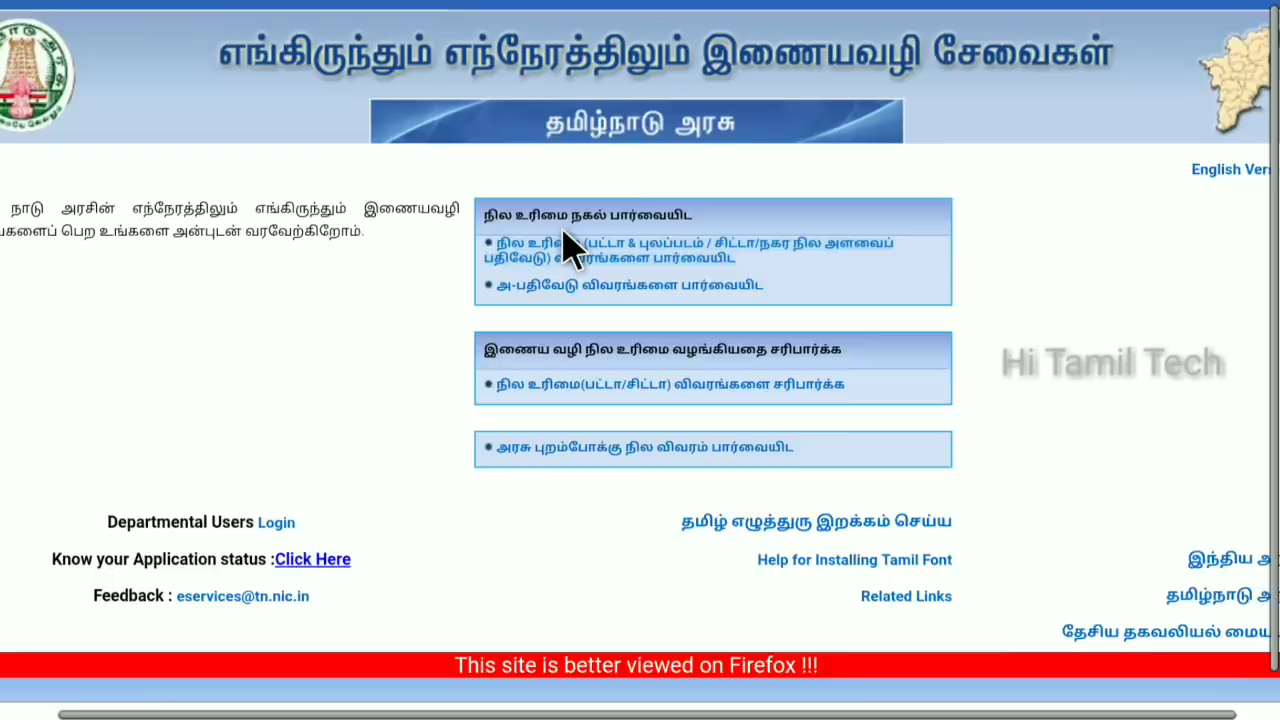 எங்கிருந்தும் எந்நேரத்திலும் இணையவழி சேவைகள்
தமிழ்நாடு அரசு
English
நாடு அரசின் எந்நேரத்திலும் எங்கிருந்தும் இணையவழி
பெற உங்களை அன்புடன் வரவேற்கிறோம்.
நில உரிமை நகல் பார்வையிட
நில (பட்டா & புலப்படம் / சிட்டா/நகர நில அளவைப்
பதிவேடு) பார்வையிட
அ-பதிவேடு விவரங்களை பார்வையிட
இணைய வழி நில உரிமை வழங்கியதை சரிபார்க்க
நில உரிமை(பட்டா/சிட்டா) விவரங்களை சரிபார்க்க
Hi Tamil Tech
அரசு புறம்போக்கு நில விவரம் பார்வையிட
Departmental Users Login
தமிழ் எழுத்துரு இறக்கம் செய்ய
Know your Application status :Click Here
Help for Installing Tamil Font
இந்திய
Feedback : eservices@tn.nic.in
Related Links
தமிழ்நாடு
தேசிய தகவலியல்
This site is better viewed on Firefox !!!